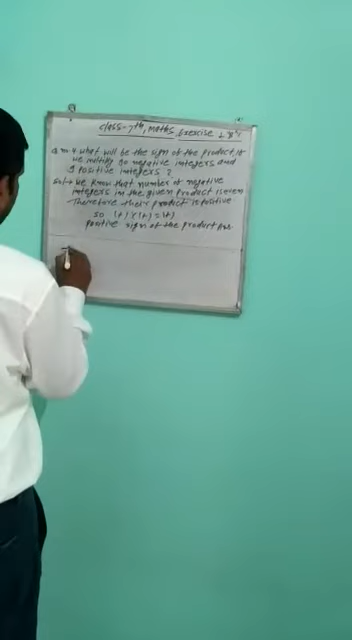 class-7th, maths, Exercise 1.
Q no 4 what will be the sign of the product, if
we multiply 50 negative integers and
9 positive integers ?
Sol:→ we know that number of negative
integers in the given product is even
Therefore their product is positive
so (+) × (+) = (+)
positive sign of the product Ans.